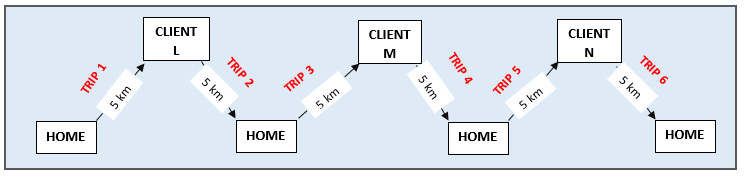 CLIENT
L
CLIENT
M
CLIENT
N
TRIP 1
5 km
5 km
TRIP 2
TRIP 3
5 km
5 km
TRIP 4
TRIP 5
5 km
5 km
TRIP 6
HOME
HOME
HOME
HOME